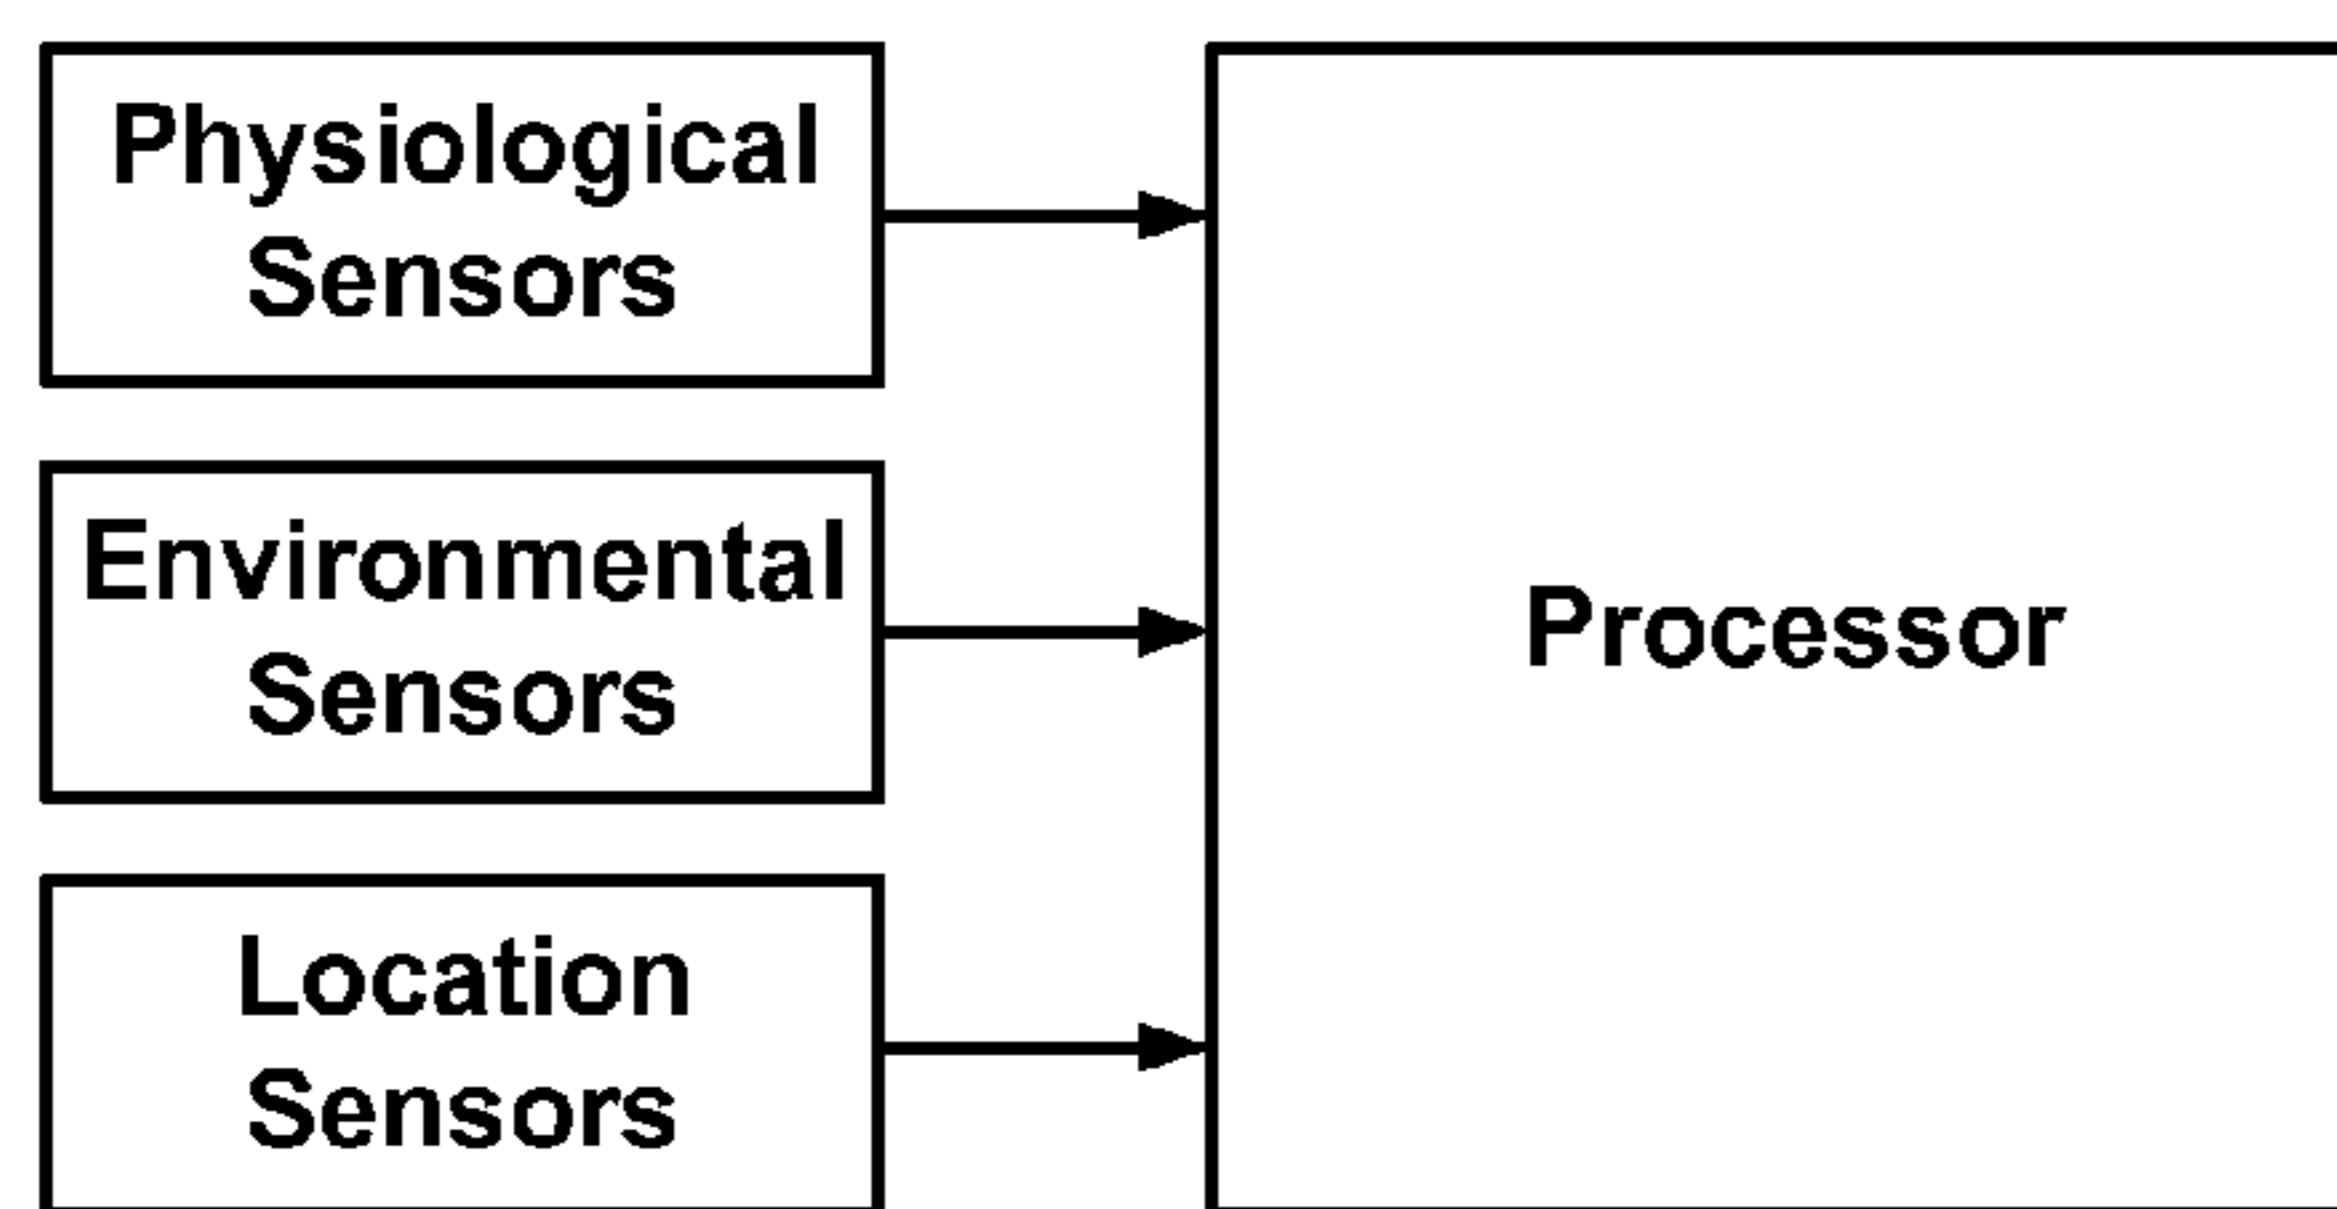 Physiological
Sensors
Environmental
Sensors
Processor
Location
Sensors